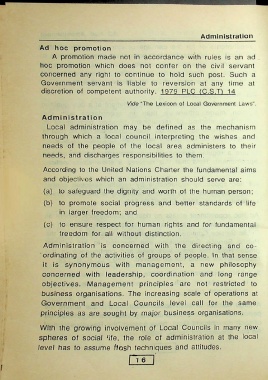 Administration
Ad hoc promotion
A promotion made not in accordance with rules is an ad
hoc promotion which does not confer on the civil servant
concerned any right to continue to hold such post. Such a
Government servant is liable to reversion at any time at
discretion of competent authority. 1979 PLC (C.S.T) 14
Vide "The Lexicon of Local Government Laws".
Administration
Local administration may be defined as the mechanism
through which a local council interpreting the wishes and
needs of the people of the local area administers to their
needs, and discharges responsibilities to them.
According to the United Nations Charter the fundamental aims
and objectives which an administration should serve are:
(a) to safeguard the dignity and worth of the human person;
(b) to promote social progress and better standards of life
in larger freedom; and
(c) to ensure respect for human rights and for fundamental
freedom for all without distinction.
Administration is concerned with the directing and co-
ordinating of the activities of groups of people. In that sense
it is synonymous with management, a new philosophy
concerned with leadership, coordination and long range
objectives. Management principles are not restricted to
business organisations. The increasing scale of operations at
Government and Local Councils level call for the same
principles as are sought by major business organisations.
With the growing involvement of Local Councils in many new
spheres of social life, the role of administration at the local
level has to assume fresh techniques and attitudes.
16